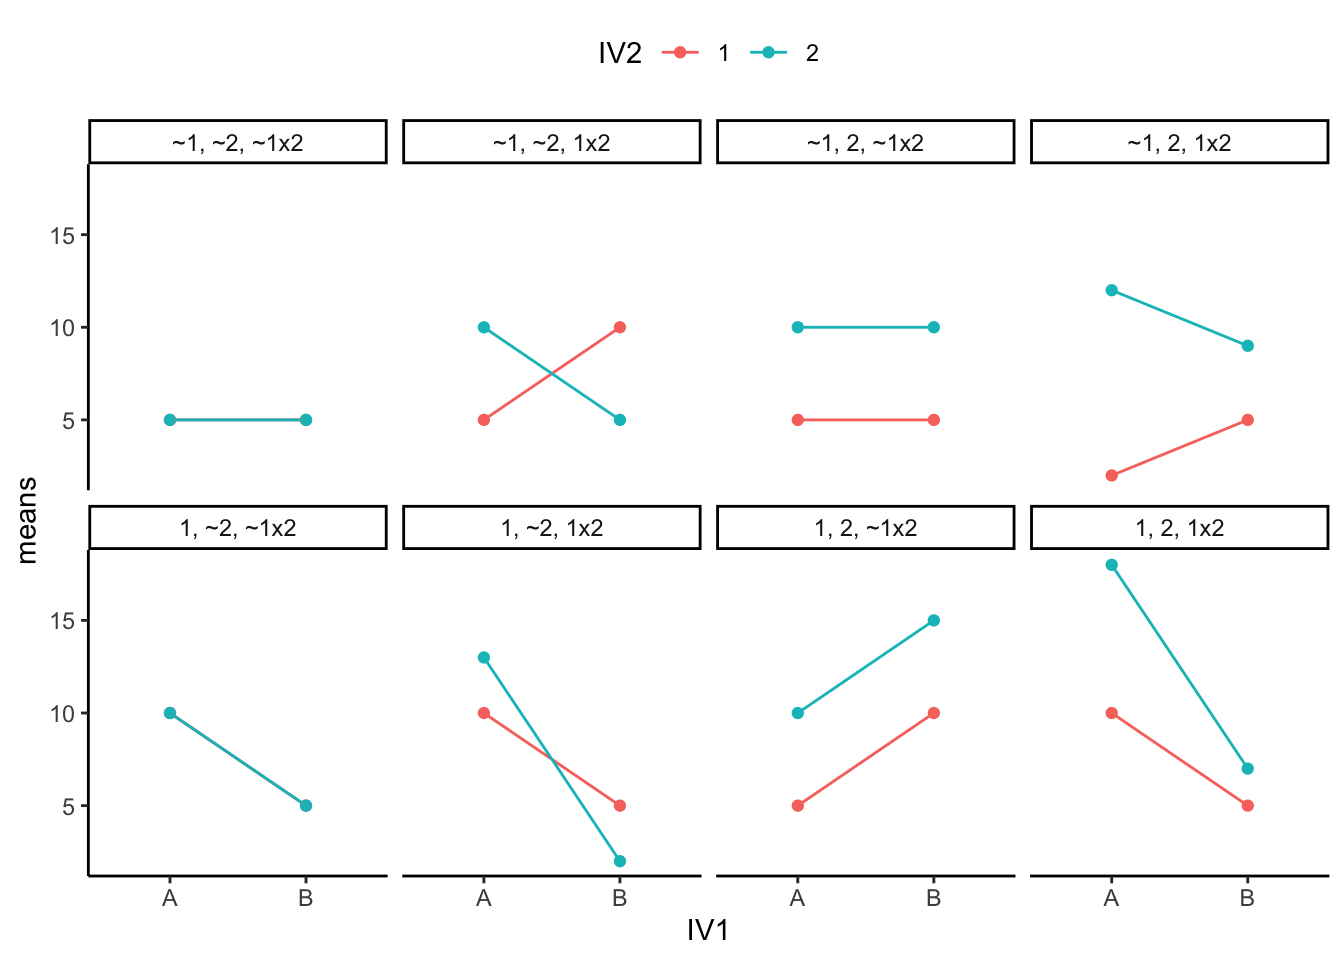 IV2 1 2
~1, ~2, ~1x2
~1, ~2, 1x2
~1, 2, ~1x2
~1, 2, 1x2
15
10
5
means
1, ~2, ~1x2
1, ~2, 1x2
1, 2, ~1x2
1, 2, 1x2
15
10
5
A B A B A B A B
IV1